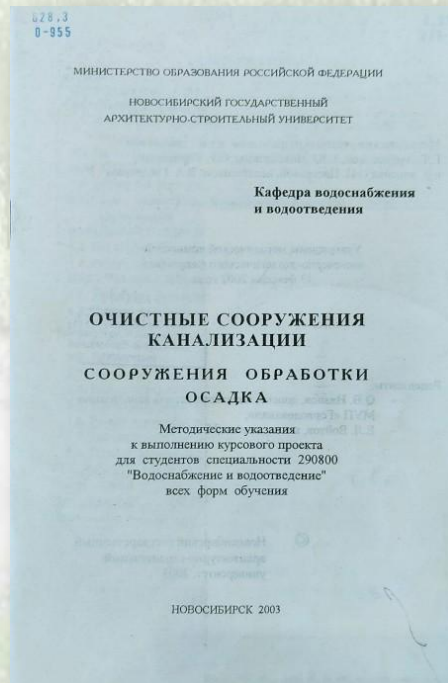 628.3
О-955
МИНИСТЕРСТВО ОБРАЗОВАНИЯ РОССИЙСКОЙ ФЕДЕРАЦИИ
НОВОСИБИРСКИЙ ГОСУДАРСТВЕННЫЙ
АРХИТЕКТУРНО-СТРОИТЕЛЬНЫЙ УНИВЕРСИТЕТ
Кафедра водоснабжения
и водоотведения
ОЧИСТНЫЕ СООРУЖЕНИЯ
КАНАЛИЗАЦИИ
СООРУЖЕНИЯ ОБРАБОТКИ
ОСАДКА
Методические указания
к выполнению курсового проекта
для студентов специальности 290800
"Водоснабжение и водоотведение"
всех форм обучения
НОВОСИБИРСК 2003